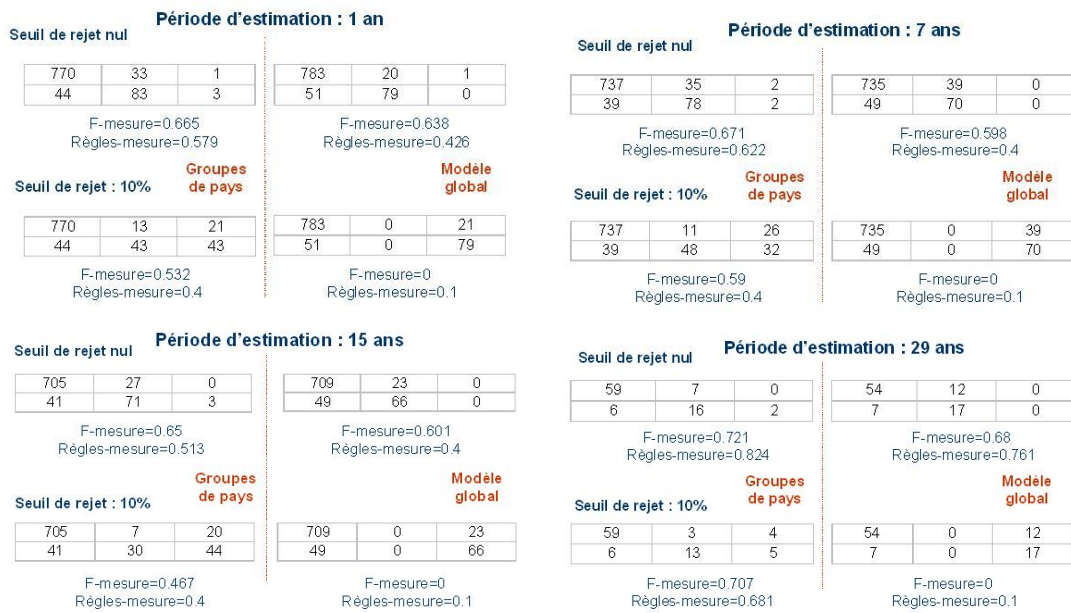 Période d'estimation : 1 an
Seuil de rejet nul
770 33 1 783 20 1
44 83 3 51 79 0
F-mesure=0.665 F-mesure=0.638
Règles-mesure=0.579 Règles-mesure=0.426
Groupes de pays Modèle global
Seuil de rejet : 10%
770 13 21 783 0 21
44 43 43 51 0 79
F-mesure=0.532 F-mesure=0
Règles-mesure=0.4 Règles-mesure=0.1
Période d'estimation : 7 ans
Seuil de rejet nul
737 35 2 735 39 0
39 78 2 49 70 0
F-mesure=0.671 F-mesure=0.598
Règles-mesure=0.622 Règles-mesure=0.4
Groupes de pays Modèle global
Seuil de rejet : 10%
737 11 26 735 0 39
39 48 32 49 0 70
F-mesure=0.59 F-mesure=0
Règles-mesure=0.4 Règles-mesure=0.1
Période d'estimation : 15 ans
Seuil de rejet nul
705 27 0 709 23 0
41 71 3 49 66 0
F-mesure=0.65 F-mesure=0.601
Règles-mesure=0.513 Règles-mesure=0.4
Groupes de pays Modèle global
Seuil de rejet : 10%
705 7 20 709 0 23
41 30 44 49 0 66
F-mesure=0.467 F-mesure=0
Règles-mesure=0.4 Règles-mesure=0.1
Période d'estimation : 29 ans
Seuil de rejet nul
59 7 0 54 12 0
6 16 2 7 17 0
F-mesure=0.721 F-mesure=0.68
Règles-mesure=0.824 Règles-mesure=0.761
Groupes de pays Modèle global
Seuil de rejet : 10%
59 3 4 54 0 12
6 13 5 7 0 17
F-mesure=0.707 F-mesure=0
Règles-mesure=0.681 Règles-mesure=0.1